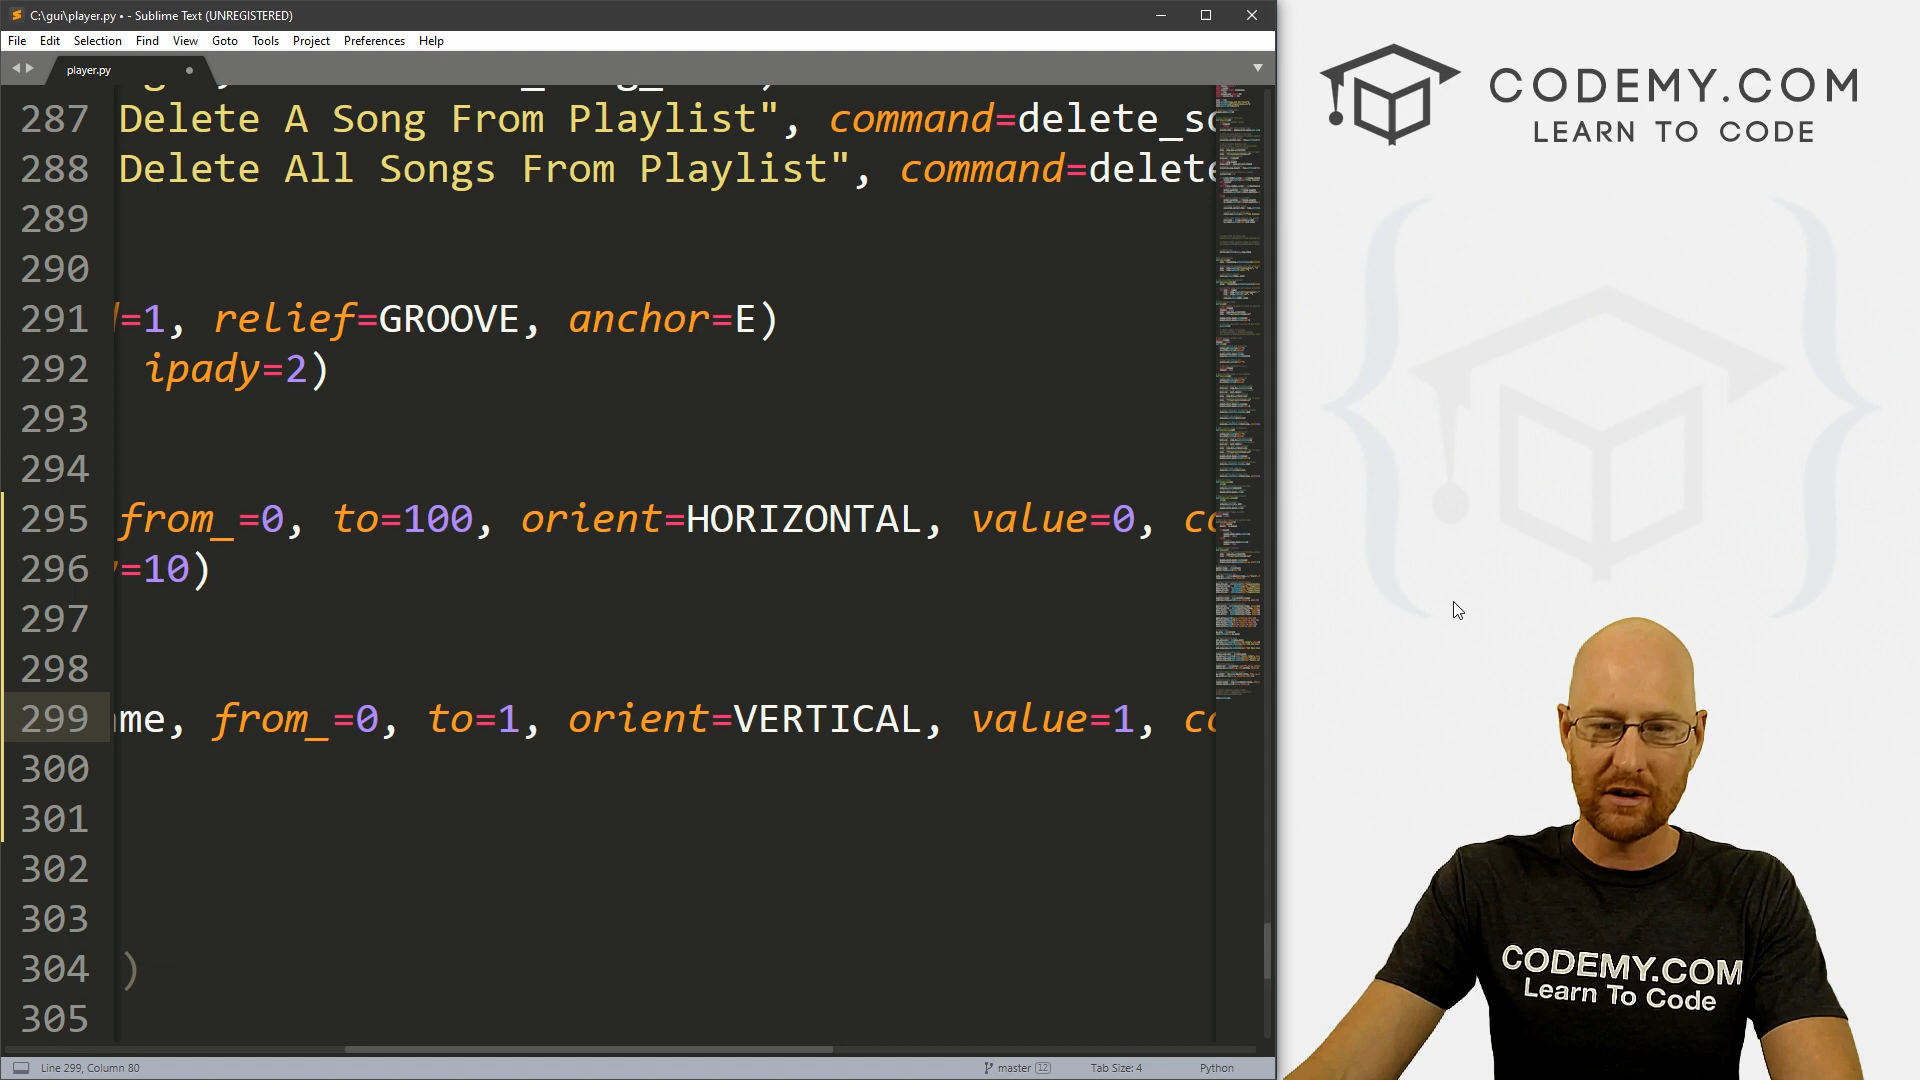 C:\gui\player.py • - Sublime Text (UNREGISTERED)
File Edit Selection Find View Goto Tools Project Preferences Help
player.py
287 Delete A Song From Playlist", command=delete_so
288 Delete All Songs From Playlist", command=delete
289
290
291 =1, relief=GROOVE, anchor=E)
292 ipady=2)
293
294
295 from_=0, to=100, orient=HORIZONTAL, value=0, co
296 =10)
297
298
299 me, from_=0, to=1, orient=VERTICAL, value=1, co
300
301
302
303
304 )
305
Line 299, Column 80
master 12
Tab Size: 4
Python
CODEMY.COM
LEARN TO CODE
CODEMY.COM
Learn To Code